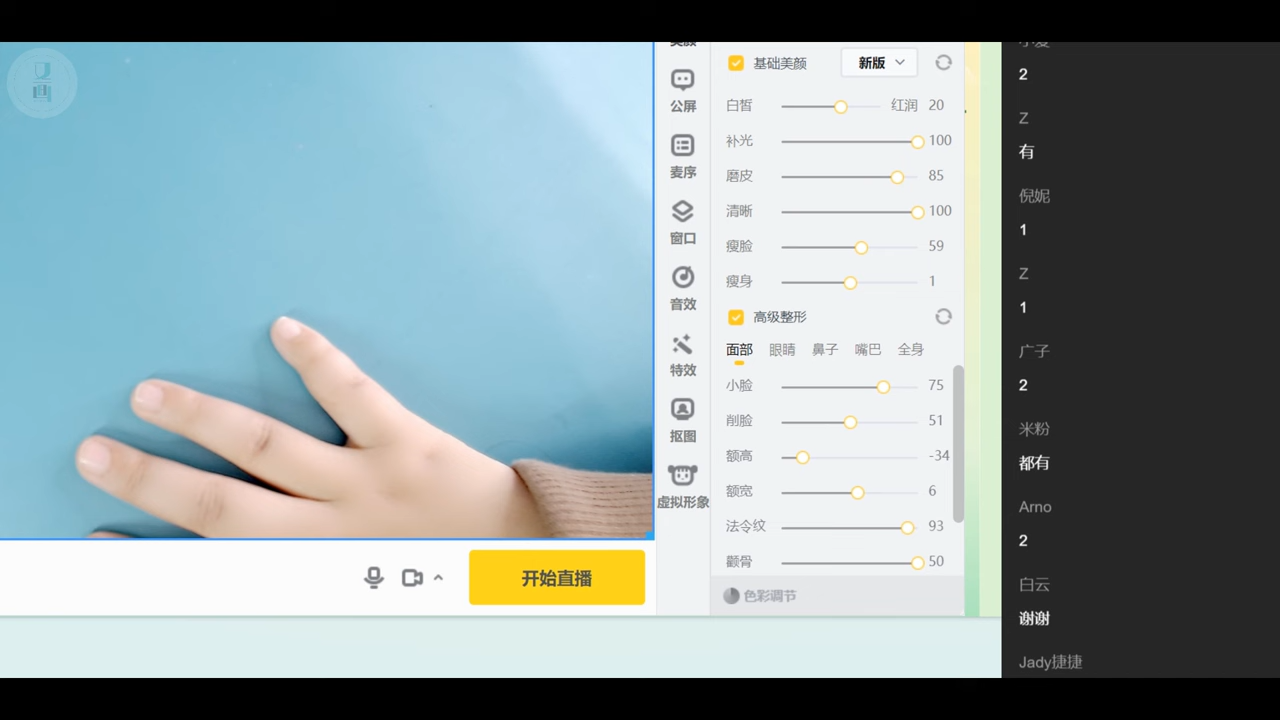 基础美颜 新版
白皙 红润 20
补光 100
磨皮 85
清晰 100
瘦脸 59
瘦身 1
高级整形
面部 眼睛 鼻子 嘴巴 全身
小脸 75
削脸 51
额高 -34
额宽 6
法令纹 93
颧骨 50
色彩调节
公屏
麦序
窗口
音效
特效
抠图
虚拟形象
开始直播
2
Z
有
倪妮
1
Z
1
广子
2
米粉
都有
Arno
2
白云
谢谢
Jady捷捷